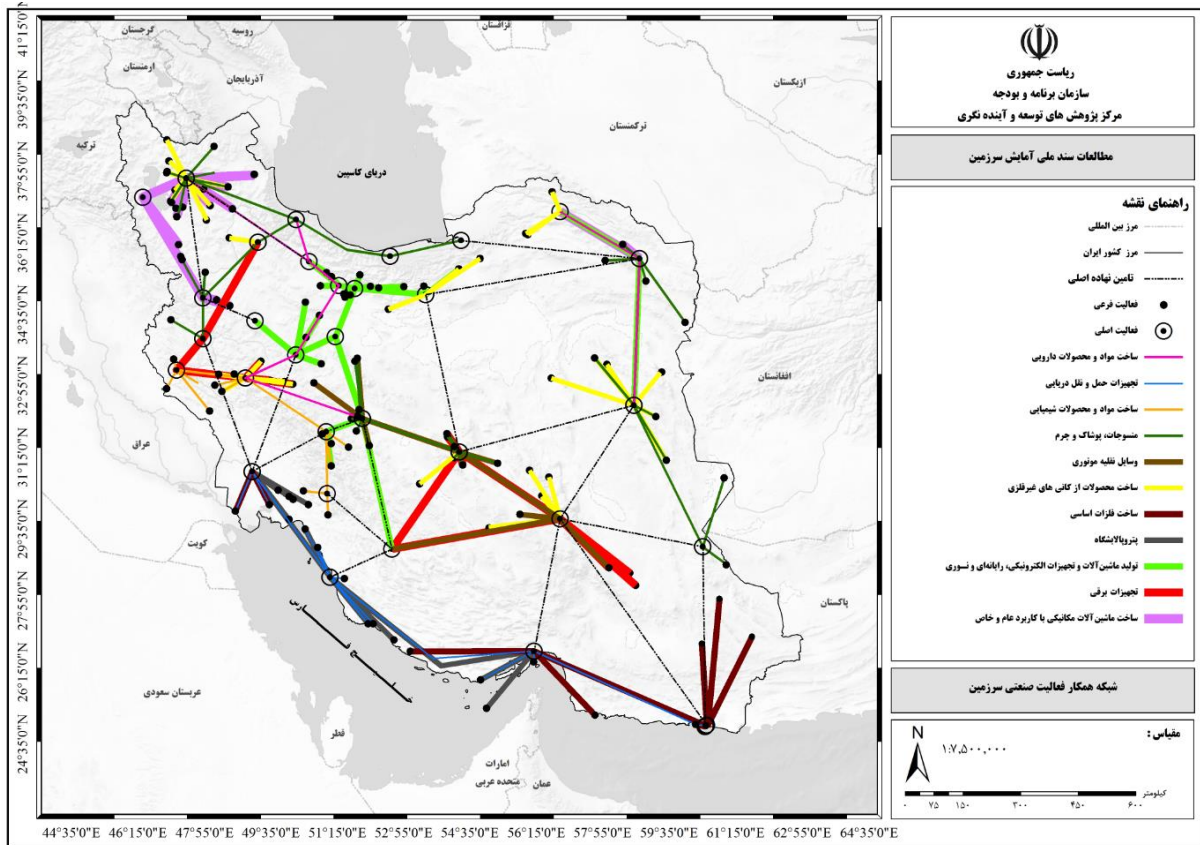 ریاست جمهوری
سازمان برنامه و بودجه
مرکز پژوهش های توسعه و آینده نگری
مطالعات سند ملی آمایش سرزمین
راهنمای نقشه
مرز بین المللی
مرز کشور ایران
تامین نهاده اصلی
فعالیت فرعی
فعالیت اصلی
ساخت مواد و محصولات دارویی
تجهیزات حمل و نقل دریایی
ساخت مواد و محصولات شیمیایی
منسوجات، پوشاک و چرم
وسایل نقلیه موتوری
ساخت محصولات از کانی های غیرفلزی
ساخت فلزات اساسی
پتروپالایشگاه
تولید ماشین‌آلات و تجهیزات الکترونیکی، رایانه‌ای و نـوری
تجهیزات برقی
ساخت ماشین‌آلات مکانیکی با کاربرد عام و خاص
شبکه همکار فعالیت صنعتی سرزمین
مقیاس :
N
۱:۷,۵۰۰,۰۰۰
کیلومتر
۰ ۷۵ ۱۵۰ ۳۰۰ ۴۵۰ ۶۰۰
گرجستان
روسیه
قزاقستان
ارمنستان
آذربایجان
ازبکستان
ترکیه
ترکمنستان
دریای کاسپین
افغانستان
عراق
کویت
پاکستان
خلیج فارس
عربستان سعودی
قطر
امارات
متحده عربی
عمان
41°15'0"N
39°35'0"N
37°55'0"N
36°15'0"N
34°35'0"N
32°55'0"N
31°15'0"N
29°35'0"N
27°55'0"N
26°15'0"N
24°35'0"N
44°35'0"E 46°15'0"E 47°55'0"E 49°35'0"E 51°15'0"E 52°55'0"E 54°35'0"E 56°15'0"E 57°55'0"E 59°35'0"E 61°15'0"E 62°55'0"E 64°35'0"E